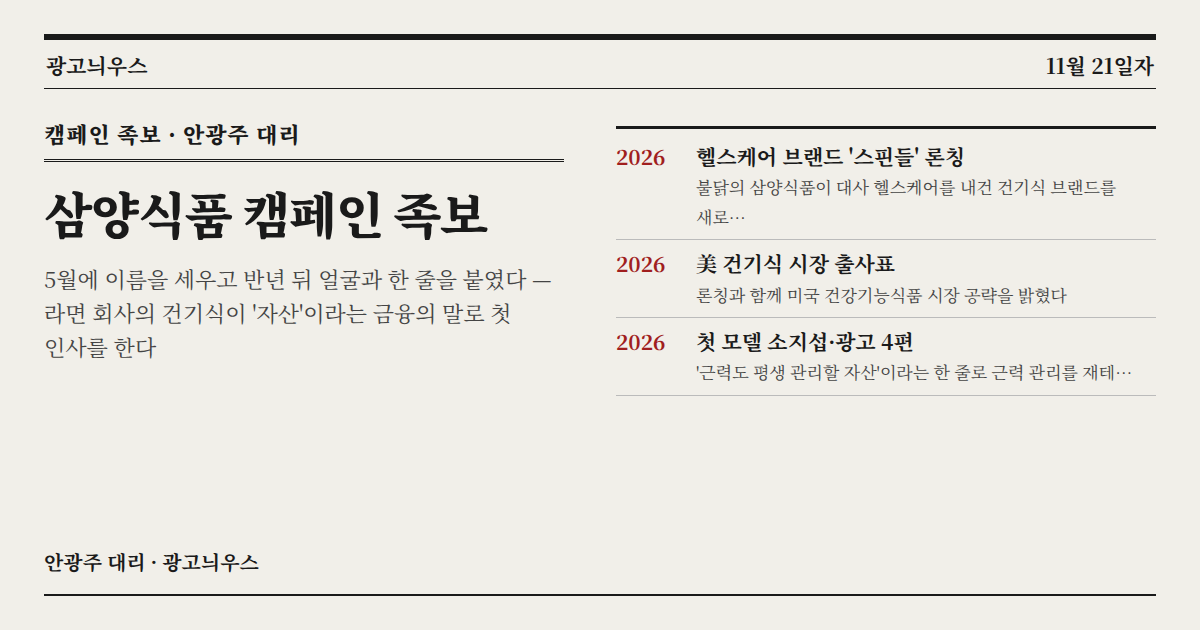 광고늬우스
11월 21일자
캠페인 족보 · 안광주 대리
삼양식품 캠페인 족보
5월에 이름을 세우고 반년 뒤 얼굴과 한 줄을 붙였다 —
라면 회사의 건기식이 '자산'이라는 금융의 말로 첫
인사를 한다
2026 헬스케어 브랜드 '스핀들' 론칭
불닭의 삼양식품이 대사 헬스케어를 내건 건기식 브랜드를
새로…
2026 美 건기식 시장 출사표
론칭과 함께 미국 건강기능식품 시장 공략을 밝혔다
2026 첫 모델 소지섭·광고 4편
'근력도 평생 관리할 자산'이라는 한 줄로 근력 관리를 재테…
안광주 대리 · 광고늬우스